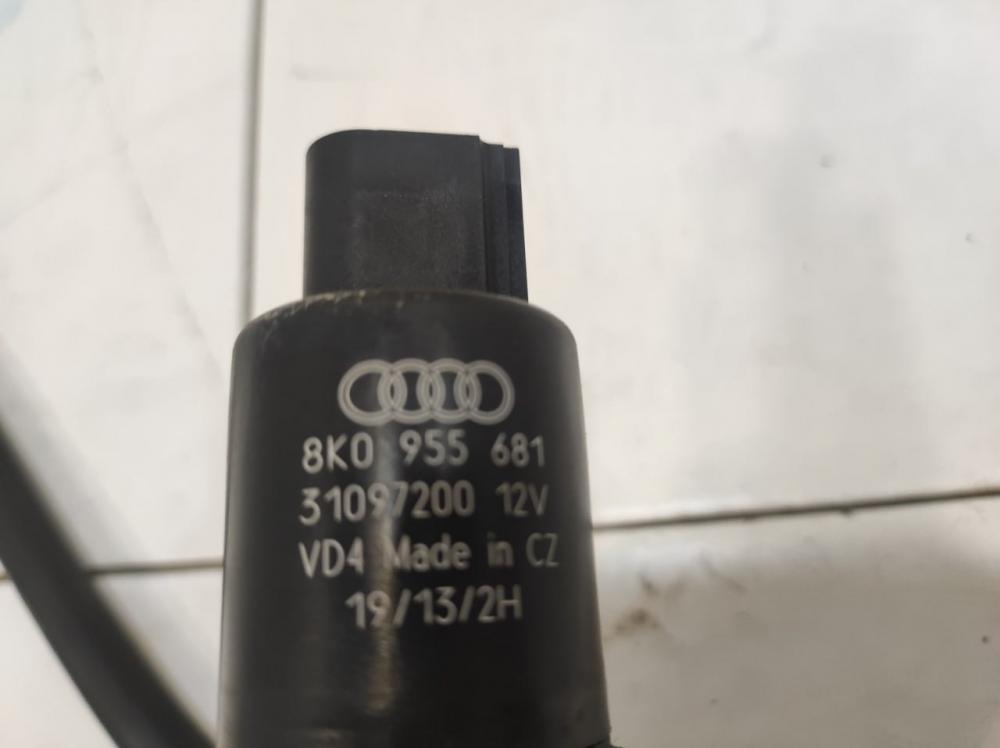 8K0 955 681
31097200 12V
VD4 Made in CZ
19/13/2H